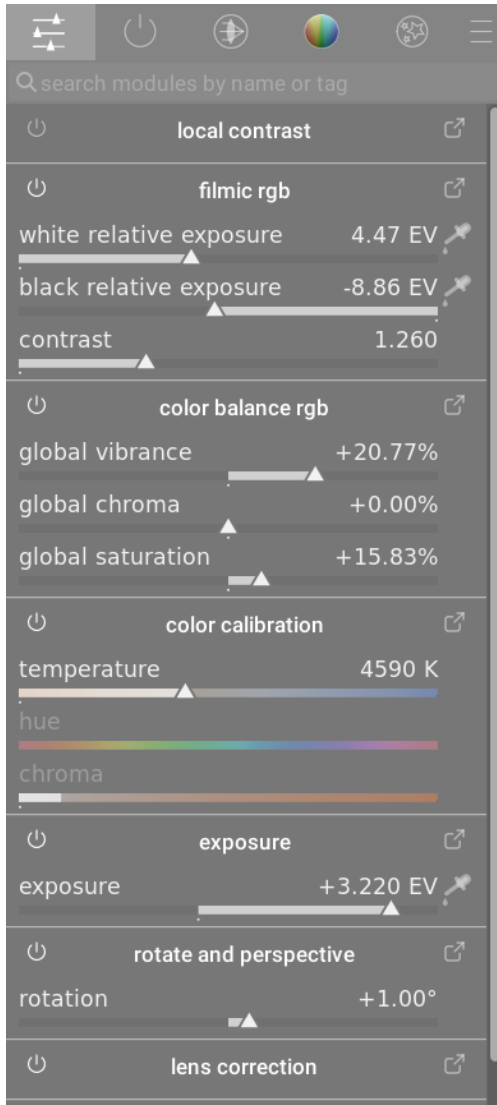 search modules by name or tag
local contrast
filmic rgb
white relative exposure 4.47 EV
black relative exposure -8.86 EV
contrast 1.260
color balance rgb
global vibrance +20.77%
global chroma +0.00%
global saturation +15.83%
color calibration
temperature 4590 K
hue
chroma
exposure
exposure +3.220 EV
rotate and perspective
rotation +1.00°
lens correction